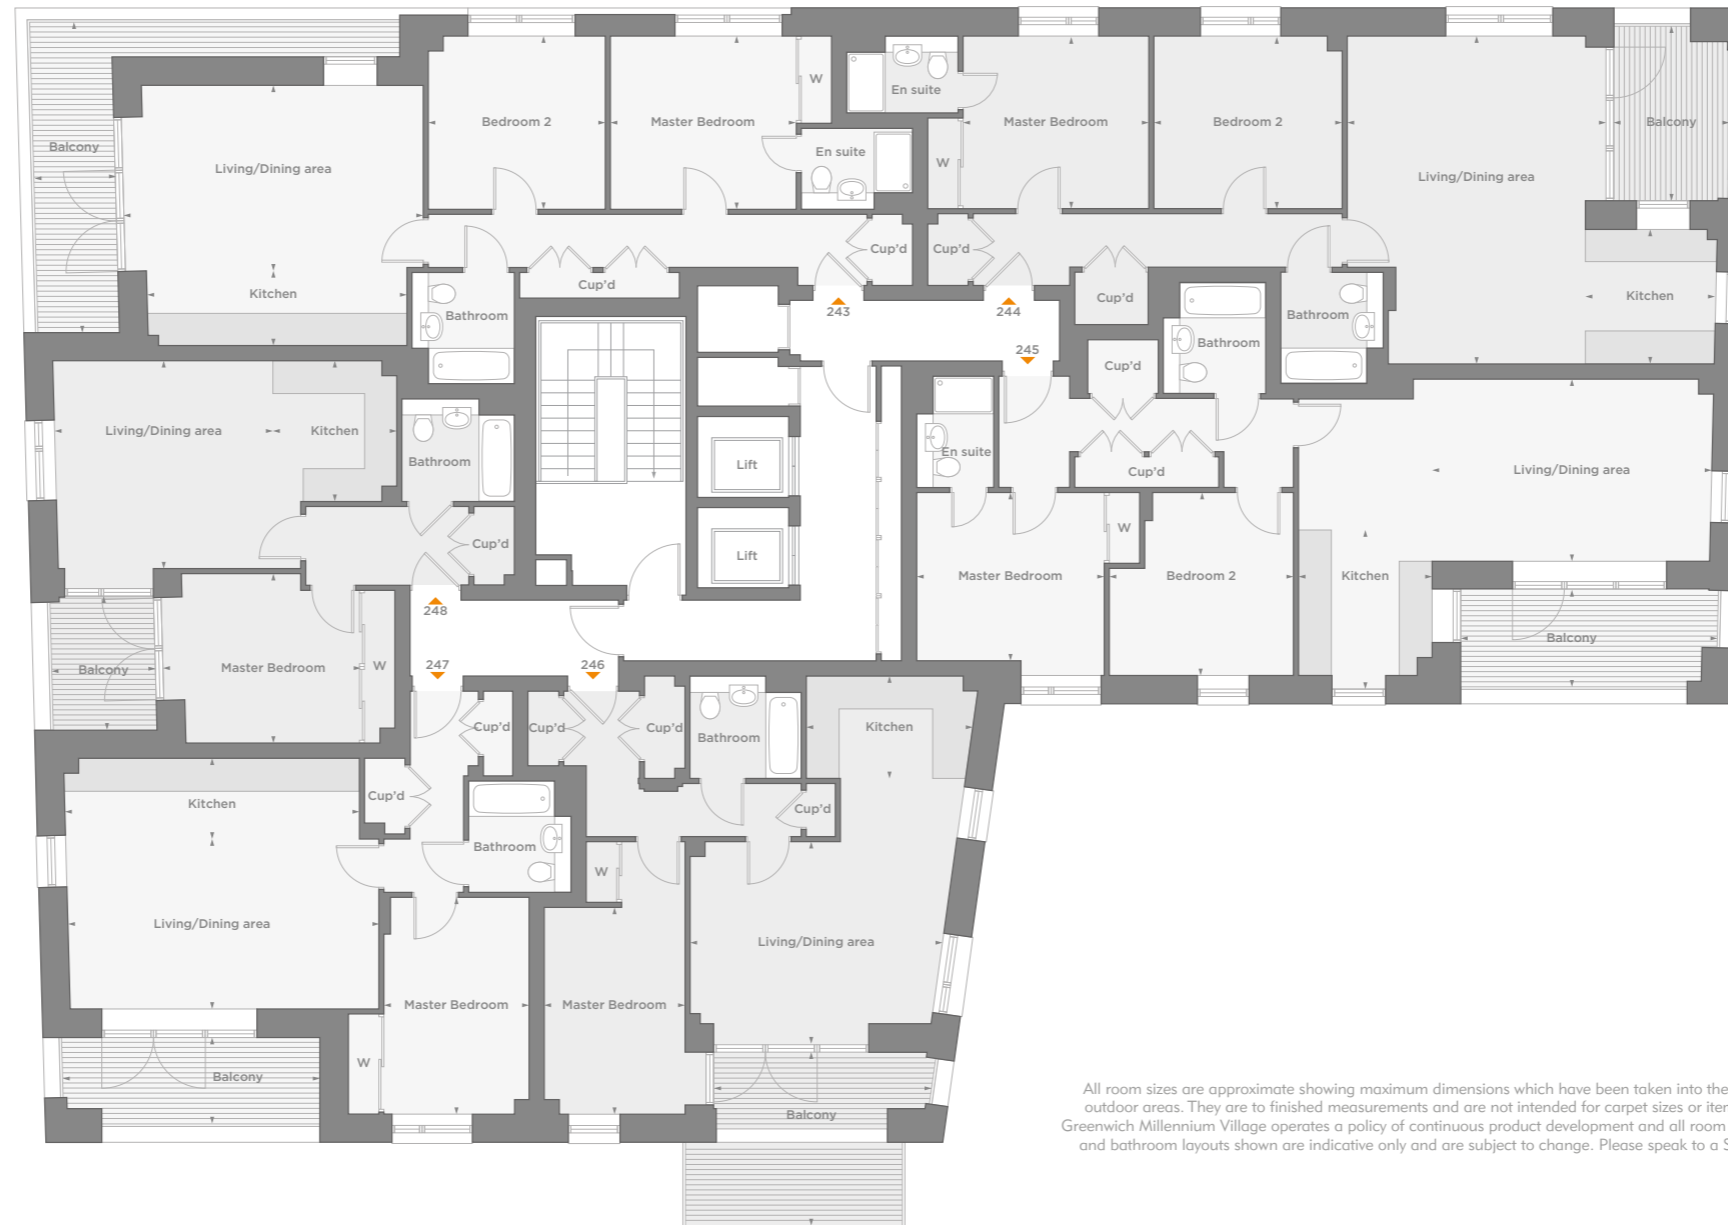 En suite
W
Bedroom 2
Master Bedroom
Master Bedroom
Bedroom 2
Balcony
Balcony
En suite
W
Living/Dining area
Living/Dining area
Cup'd
Cup'd
Cup'd
Kitchen
Cup'd
Kitchen
243
244
Bathroom
Bathroom
Bathroom
245
Cup'd
Living/Dining area
Kitchen
En suite
Bathroom
Lift
Cup'd
Living/Dining area
W
Cup'd
Lift
Master Bedroom
Bedroom 2
Kitchen
248
Balcony
247
246
Balcony
Master Bedroom
W
Cup'd
Cup'd
Cup'd
Kitchen
Bathroom
Cup'd
Kitchen
Cup'd
Bathroom
W
Living/Dining area
Living/Dining area
Master Bedroom
Master Bedroom
W
Balcony
Balcony
All room sizes are approximate showing maximum dimensions which have been taken into the
outdoor areas. They are to finished measurements and are not intended for carpet sizes or
Greenwich Millennium Village operates a policy of continuous product development and all room
and bathroom layouts shown are indicative only and are subject to change. Please speak to a